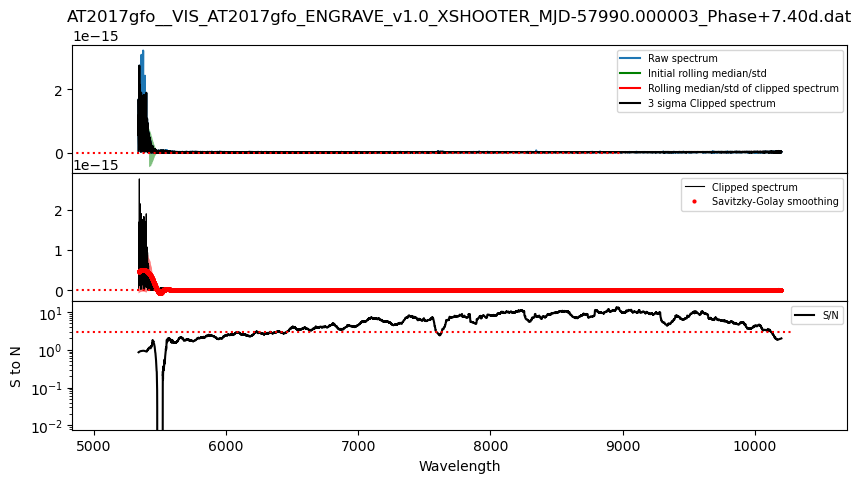 AT2017gfo__VIS_AT2017gfo_ENGRAVE_v1.0_XSHOOTER_MJD-57990.000003_Phase+7.40d.dat
1e−15
Raw spectrum
Initial rolling median/std
Rolling median/std of clipped spectrum
3 sigma Clipped spectrum
2
0
1e−15
Clipped spectrum
Savitzky-Golay smoothing
2
1
0
S/N
10¹
10⁰
10⁻¹
10⁻²
S to N
5000 6000 7000 8000 9000 10000
Wavelength